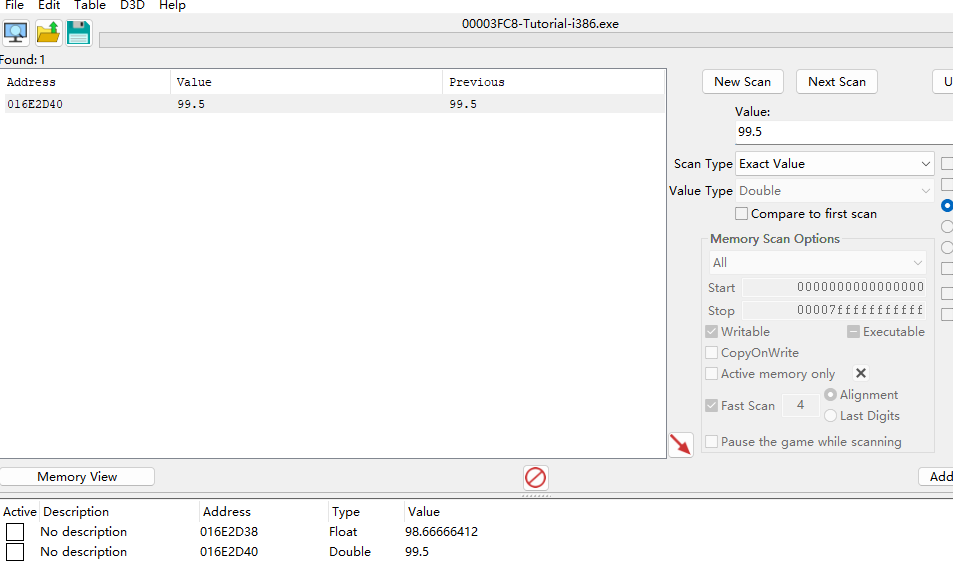 File Edit Table D3D Help
00003FC8-Tutorial-i386.exe
Found: 1
Address Value Previous
016E2D40 99.5 99.5
New Scan Next Scan U
Value:
99.5
Scan Type Exact Value
Value Type Double
Compare to first scan
Memory Scan Options
All
Start 0000000000000000
Stop 00007fffffffffff
Writable Executable
CopyOnWrite
Active memory only
Fast Scan 4 Alignment
Last Digits
Pause the game while scanning
Memory View Add
Active Description Address Type Value
No description 016E2D38 Float 98.66666412
No description 016E2D40 Double 99.5